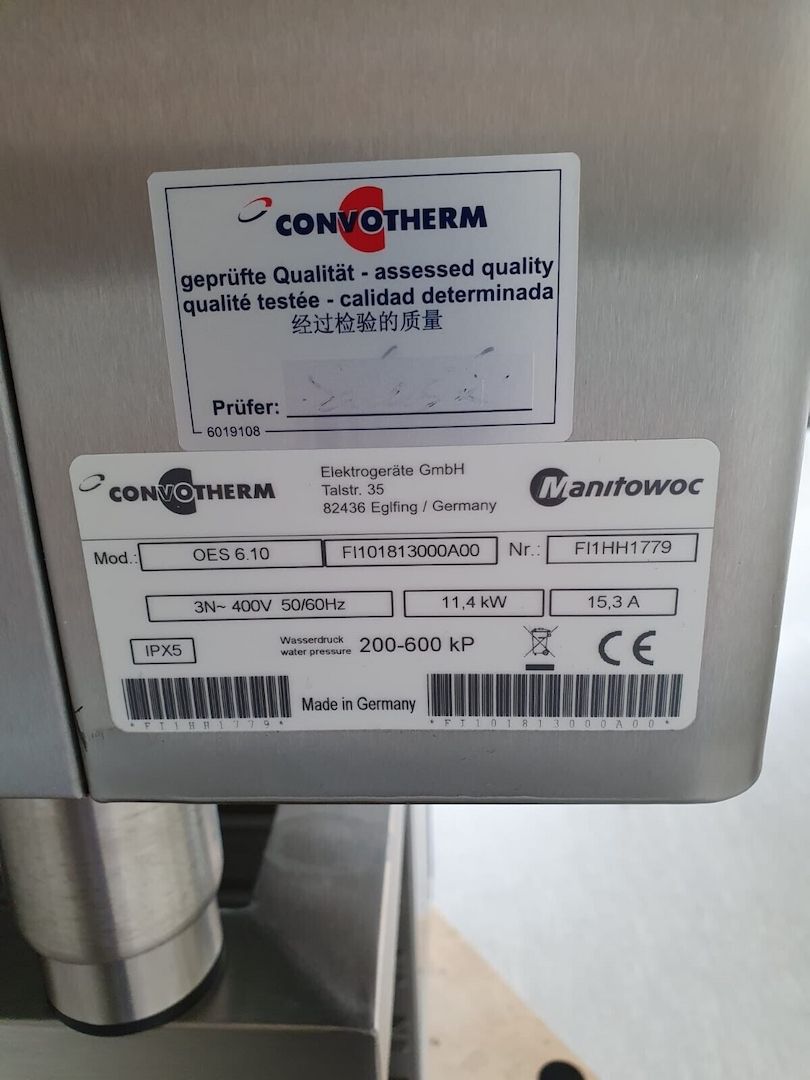 CONVOTHERM
geprüfte Qualität - assessed quality
qualité testée - calidad determinada
经过检验的质量
Prüfer:
6019108
CONVOTHERM
Elektrogeräte GmbH
Talstr. 35
82436 Eglfing / Germany
Manitowoc
Mod.: OES 6.10 FI101813000A00 Nr.: FI1HH1779
3N~ 400V 50/60Hz 11,4 kW 15,3 A
IPX5
Wasserdruck
water pressure
200-600 kP
CE
Made in Germany
*FI1HH1779*
*FI101813000A00*